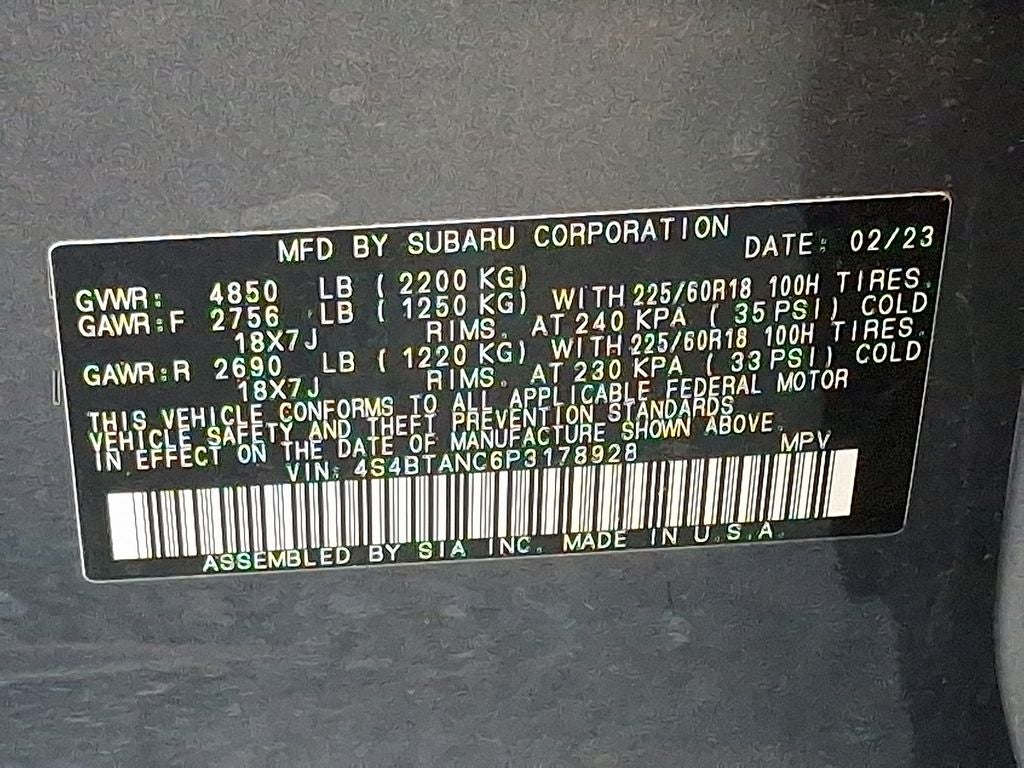 MFD BY SUBARU CORPORATION DATE: 02/23
GVWR: 4850 LB ( 2200 KG)
GAWR:F 2756 LB ( 1250 KG) WITH 225/60R18 100H TIRES.
18X7J RIMS. AT 240 KPA ( 35 PSI) COLD
GAWR:R 2690 LB ( 1220 KG) WITH 225/60R18 100H TIRES.
18X7J RIMS. AT 230 KPA ( 33 PSI) COLD
THIS VEHICLE CONFORMS TO ALL APPLICABLE FEDERAL MOTOR
VEHICLE SAFETY AND THEFT PREVENTION STANDARDS
IN EFFECT ON THE DATE OF MANUFACTURE SHOWN ABOVE.
VIN: 4S4BTANC6P3178928 MPV
ASSEMBLED BY SIA INC. MADE IN U.S.A.